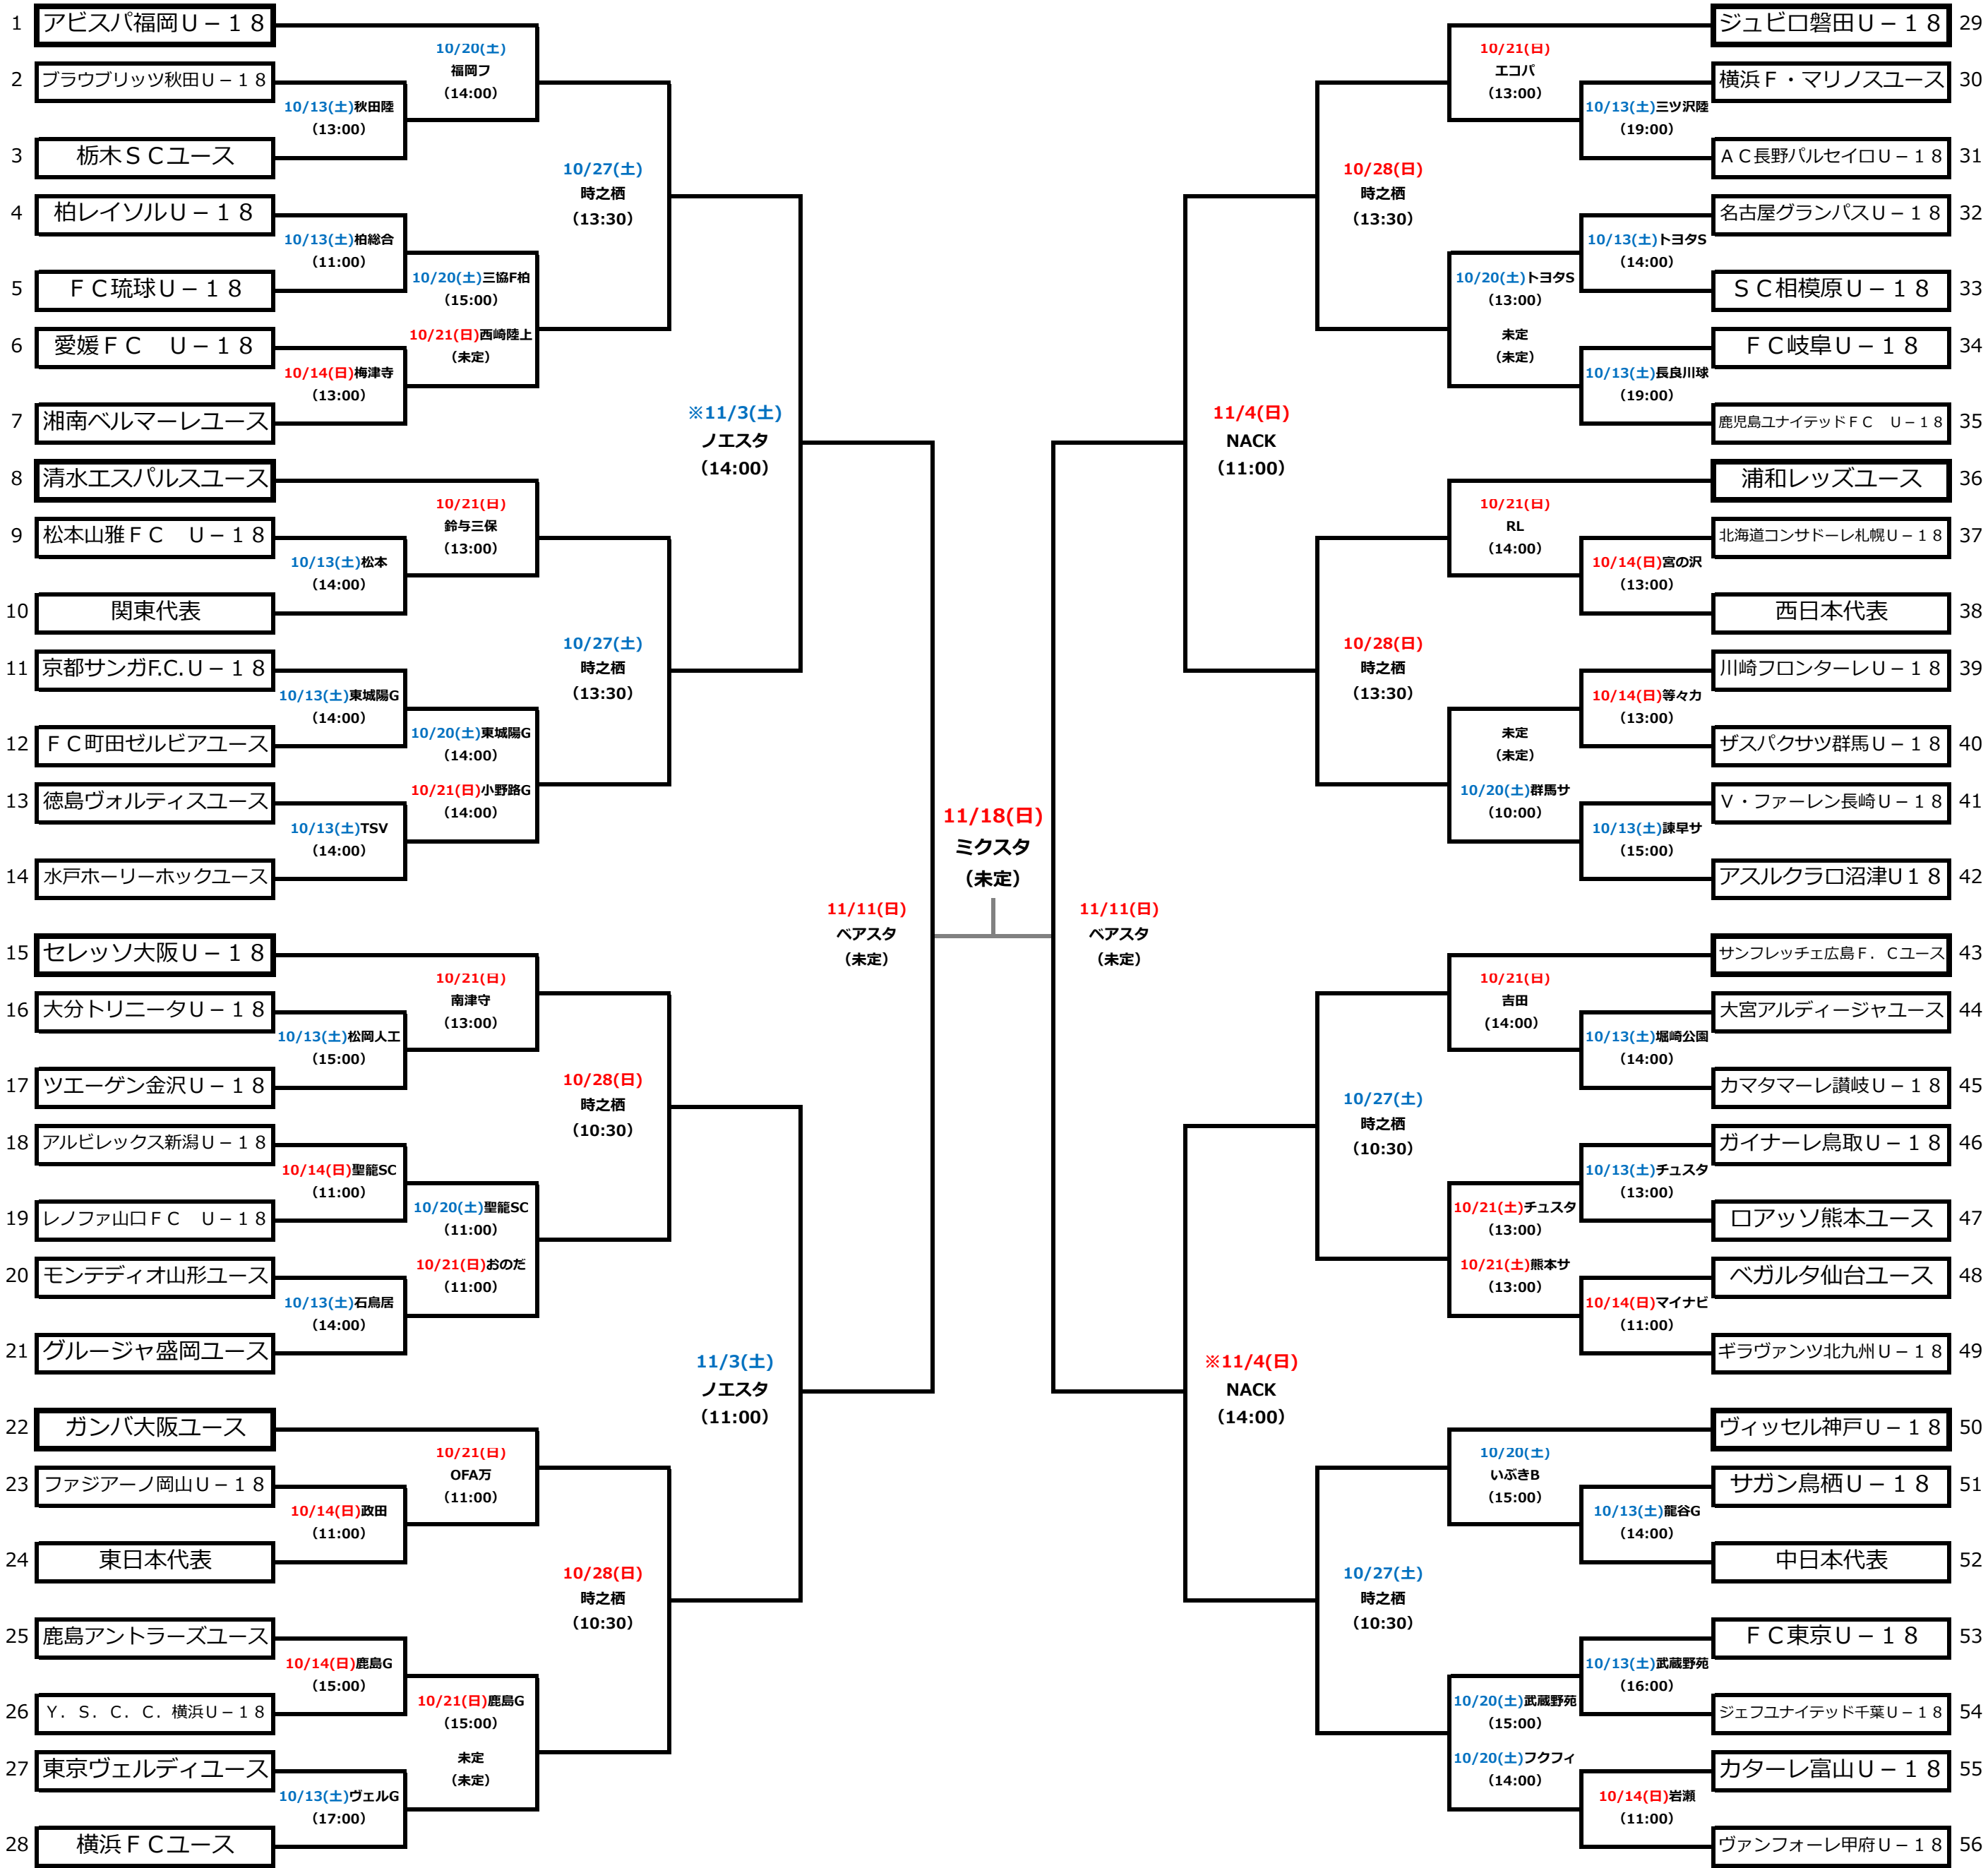 1 アビスパ福岡U－18
2 ブラウブリッツ秋田U－18
3 栃木SCユース
4 柏レイソルU－18
5 FC琉球U－18
6 愛媛FC　U－18
7 湘南ベルマーレユース
8 清水エスパルスユース
9 松本山雅FC　U－18
10 関東代表
11 京都サンガF.C.U－18
12 FC町田ゼルビアユース
13 徳島ヴォルティスユース
14 水戸ホーリーホックユース
15 セレッソ大阪U－18
16 大分トリニータU－18
17 ツエーゲン金沢U－18
18 アルビレックス新潟U－18
19 レノファ山口FC　U－18
20 モンテディオ山形ユース
21 グルージャ盛岡ユース
22 ガンバ大阪ユース
23 ファジアーノ岡山U－18
24 東日本代表
25 鹿島アントラーズユース
26 Y．S．C．C．横浜U－18
27 東京ヴェルディユース
28 横浜FCユース
10/13(土)秋田陸
（13:00）
10/13(土)柏総合
（11:00）
10/14(日)梅津寺
（13:00）
10/13(土)松本
（14:00）
10/13(土)東城陽G
（14:00）
10/13(土)TSV
（14:00）
10/13(土)松岡人工
（15:00）
10/14(日)聖籠SC
（11:00）
10/13(土)石鳥居
（14:00）
10/14(日)政田
（11:00）
10/14(日)鹿島G
（15:00）
10/13(土)ヴェルG
（17:00）
10/20(土)
福岡フ
（14:00）
10/20(土)三協F柏
（15:00）
10/21(日)西崎陸上
（未定）
10/21(日)
鈴与三保
（13:00）
10/20(土)東城陽G
（14:00）
10/21(日)小野路G
（14:00）
10/21(日)
南津守
（13:00）
10/20(土)聖籠SC
（11:00）
10/21(日)おのだ
（11:00）
10/21(日)
OFA万
（11:00）
10/21(日)鹿島G
（15:00）
未定
（未定）
10/27(土)
時之栖
（13:30）
10/27(土)
時之栖
（13:30）
10/28(日)
時之栖
（10:30）
10/28(日)
時之栖
（10:30）
※11/3(土)
ノエスタ
（14:00）
11/3(土)
ノエスタ
（11:00）
11/11(日)
ベアスタ
（未定）
11/18(日)
ミクスタ
（未定）
11/11(日)
ベアスタ
（未定）
11/4(日)
NACK
（11:00）
※11/4(日)
NACK
（14:00）
10/28(日)
時之栖
（13:30）
10/28(日)
時之栖
（13:30）
10/27(土)
時之栖
（10:30）
10/27(土)
時之栖
（10:30）
10/21(日)
エコパ
（13:00）
10/20(土)トヨタS
（13:00）
未定
（未定）
10/21(日)
RL
（14:00）
未定
（未定）
10/20(土)群馬サ
（10:00）
10/21(日)
吉田
(14:00）
10/21(土)チュスタ
（13:00）
10/21(土)熊本サ
（13:00）
10/20(土)
いぶきB
（15:00）
10/20(土)武蔵野苑
（15:00）
10/20(土)フクフィ
（14:00）
10/13(土)三ツ沢陸
（19:00）
10/13(土)トヨタS
（14:00）
10/13(土)長良川球
（19:00）
10/14(日)宮の沢
（13:00）
10/14(日)等々力
（13:00）
10/13(土)諫早サ
（15:00）
10/13(土)堀崎公園
（14:00）
10/13(土)チュスタ
（13:00）
10/14(日)マイナビ
（11:00）
10/13(土)龍谷G
（14:00）
10/13(土)武蔵野苑
（16:00）
10/14(日)岩瀬
（11:00）
ジュビロ磐田U－18 29
横浜F・マリノスユース 30
AC長野パルセイロU－18 31
名古屋グランパスU－18 32
SC相模原U－18 33
FC岐阜U－18 34
鹿児島ユナイテッドFC　U－18 35
浦和レッズユース 36
北海道コンサドーレ札幌U－18 37
西日本代表 38
川崎フロンターレU－18 39
ザスパクサツ群馬U－18 40
V・ファーレン長崎U－18 41
アスルクラロ沼津U18 42
サンフレッチェ広島F．Cユース 43
大宮アルディージャユース 44
カマタマーレ讃岐U－18 45
ガイナーレ鳥取U－18 46
ロアッソ熊本ユース 47
ベガルタ仙台ユース 48
ギラヴァンツ北九州U－18 49
ヴィッセル神戸U－18 50
サガン鳥栖U－18 51
中日本代表 52
FC東京U－18 53
ジェフユナイテッド千葉U－18 54
カターレ富山U－18 55
ヴァンフォーレ甲府U－18 56